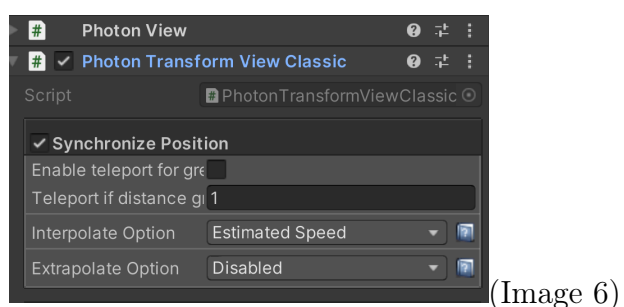 # Photon View
# Photon Transform View Classic
Script # PhotonTransformViewClassic
Synchronize Position
Enable teleport for gre
Teleport if distance g 1
Interpolate Option Estimated Speed
Extrapolate Option Disabled
(Image 6)